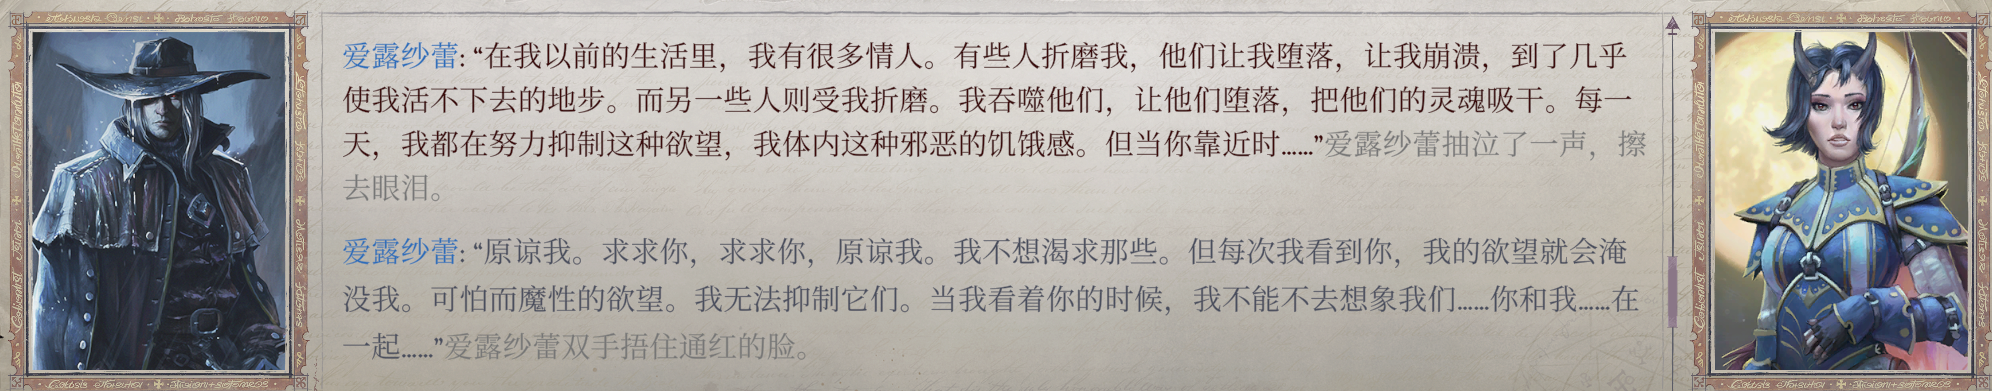 爱露纱蕾: “在我以前的生活里，我有很多情人。有些人折磨我，他们让我堕落，让我崩溃，到了几乎
使我活不下去的地步。而另一些人则受我折磨。我吞噬他们，让他们堕落，把他们的灵魂吸干。每一
天，我都在努力抑制这种欲望，我体内这种邪恶的饥饿感。但当你靠近时……”爱露纱蕾抽泣了一声，擦
去眼泪。
爱露纱蕾: “原谅我。求求你，求求你，原谅我。我不想渴求那些。但每次我看到你，我的欲望就会淹
没我。可怕而魔性的欲望。我无法抑制它们。当我看着你的时候，我不能不去想象我们……你和我……在
一起……”爱露纱蕾双手捂住通红的脸。